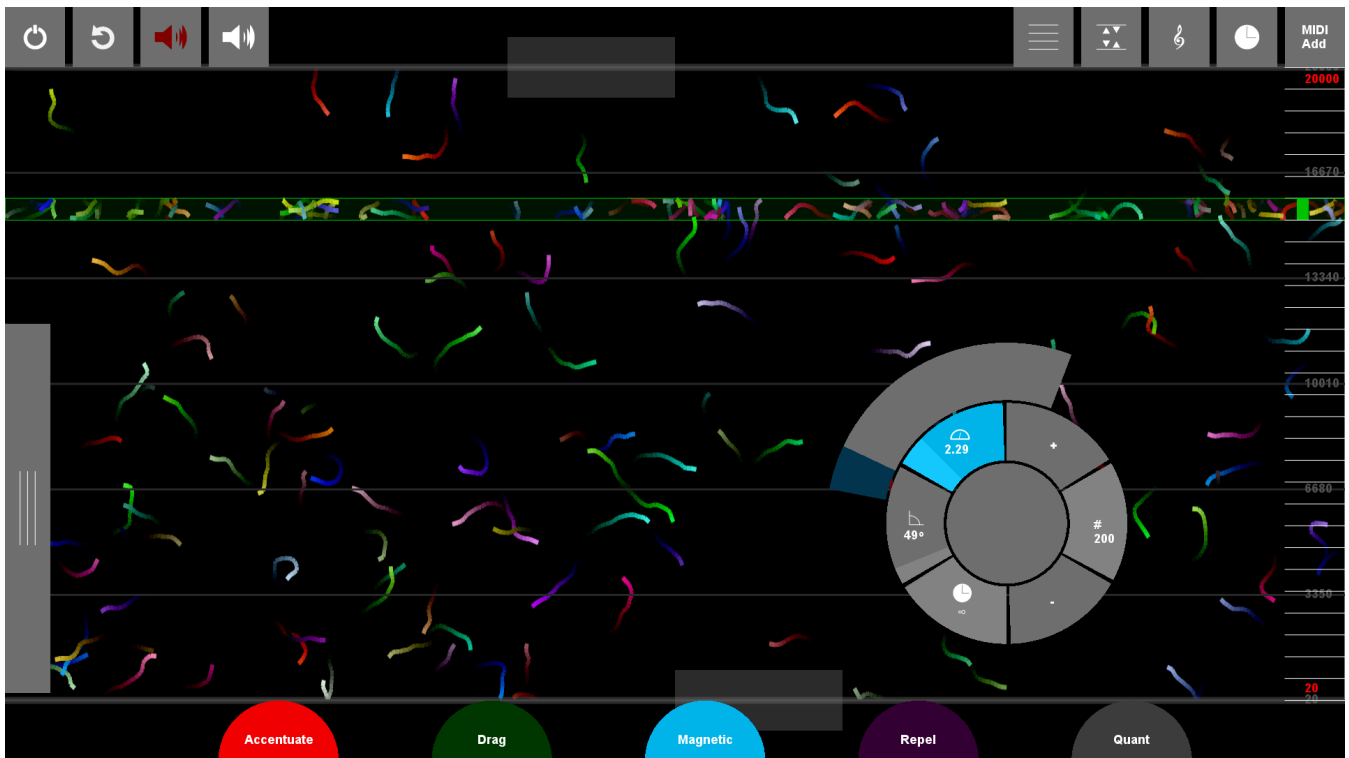 MIDI
Add
20000
16670
13340
10010
2.29
+
6680
#
200
49°
∞
-
3350
20
20
Accentuate
Drag
Magnetic
Repel
Quant